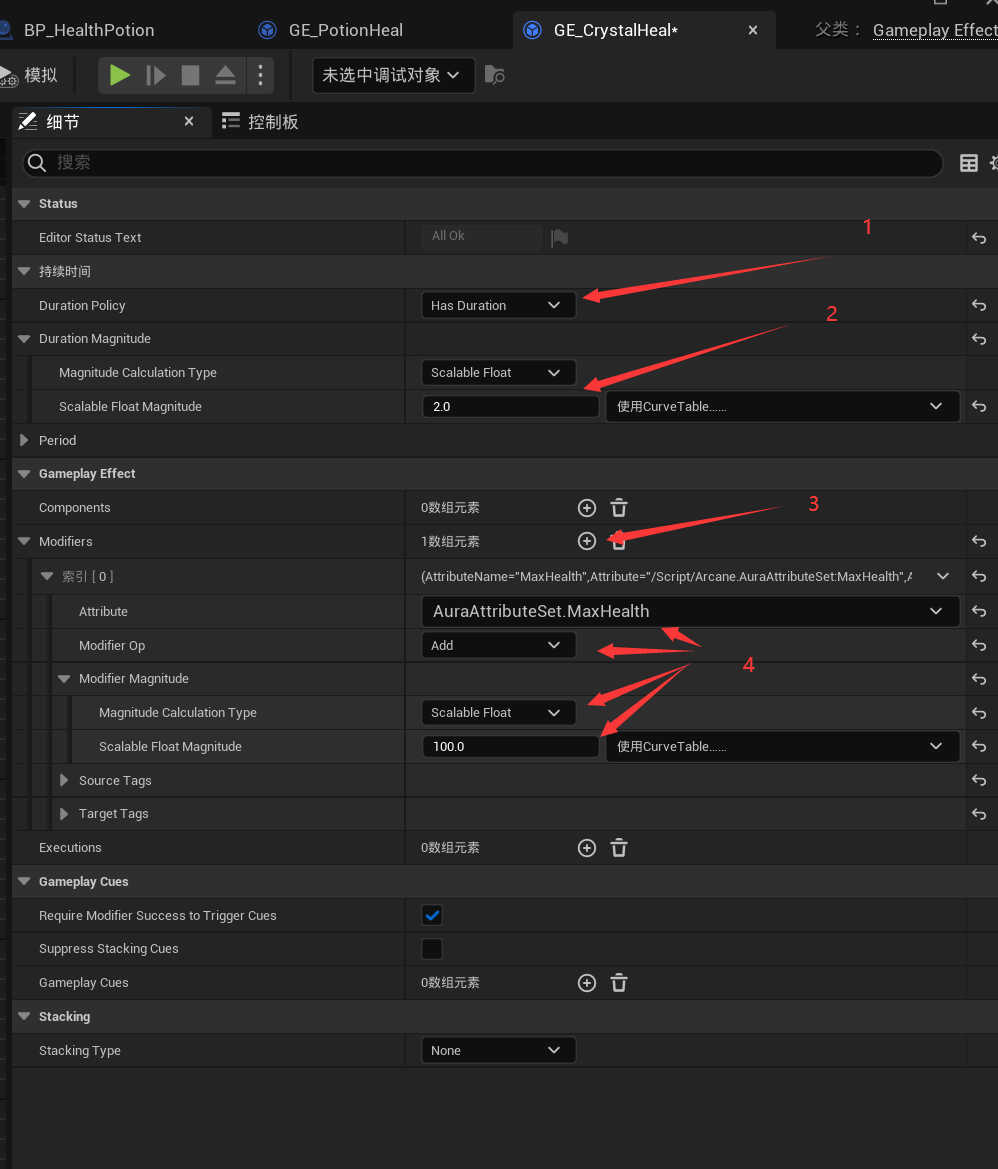 BP_HealthPotion GE_PotionHeal GE_CrystalHeal* 父类： Gameplay Effect
模拟 未选中调试对象
细节 控制板
搜索
Status
Editor Status Text All Ok
1
持续时间
Duration Policy Has Duration
2
Duration Magnitude
Magnitude Calculation Type Scalable Float
Scalable Float Magnitude 2.0 使用CurveTable......
Period
Gameplay Effect
Components 0数组元素
3
Modifiers 1数组元素
索引 [ 0 ] (AttributeName="MaxHealth",Attribute="/Script/Arcane.AuraAttributeSet:MaxHealth",
Attribute AuraAttributeSet.MaxHealth
Modifier Op Add
4
Modifier Magnitude
Magnitude Calculation Type Scalable Float
Scalable Float Magnitude 100.0 使用CurveTable......
Source Tags
Target Tags
Executions 0数组元素
Gameplay Cues
Require Modifier Success to Trigger Cues
Suppress Stacking Cues
Gameplay Cues 0数组元素
Stacking
Stacking Type None